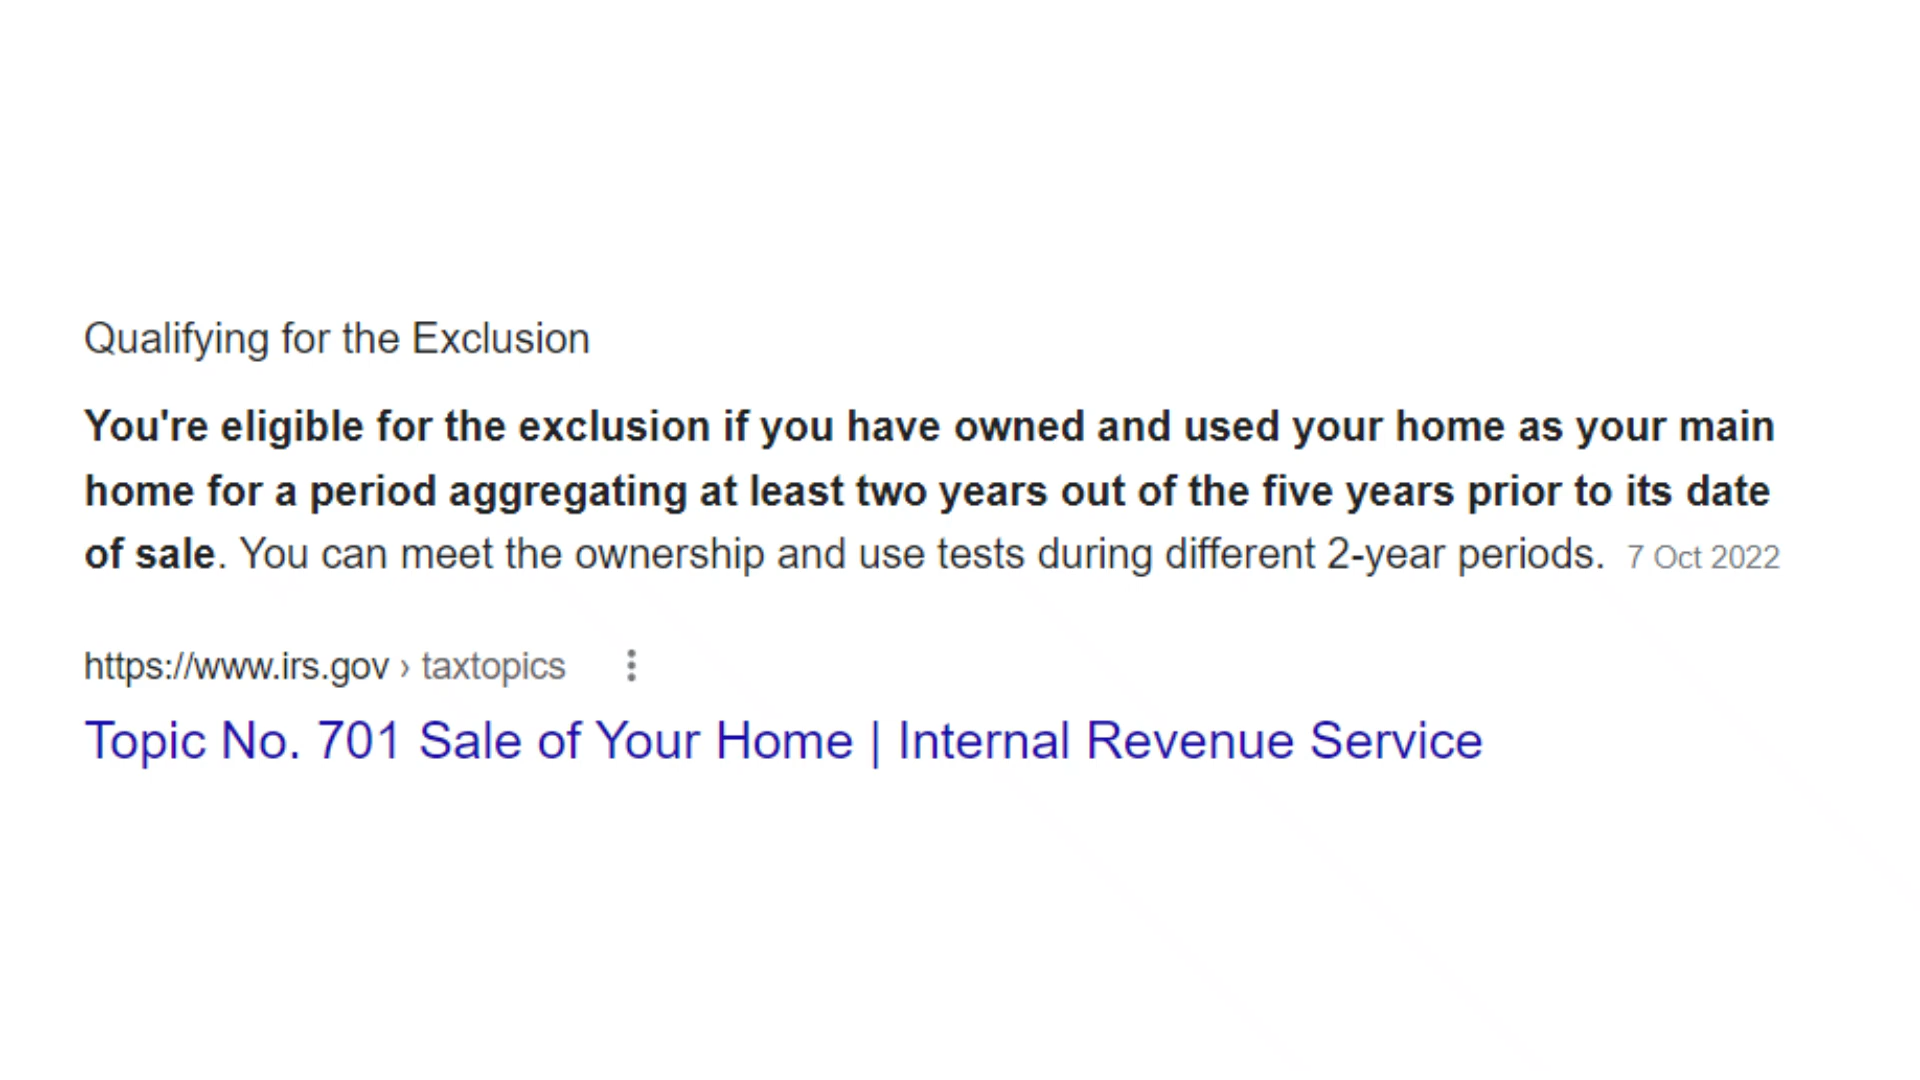 Qualifying for the Exclusion
You're eligible for the exclusion if you have owned and used your home as your main
home for a period aggregating at least two years out of the five years prior to its date
of sale. You can meet the ownership and use tests during different 2-year periods. 7 Oct 2022
https://www.irs.gov › taxtopics
Topic No. 701 Sale of Your Home | Internal Revenue Service